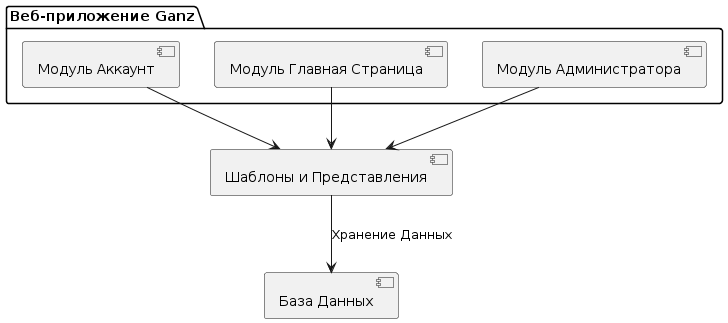 Веб-приложение Ganz
Модуль Аккаунт
Модуль Главная Страница
Модуль Администратора
Шаблоны и Представления
Хранение Данных
База Данных